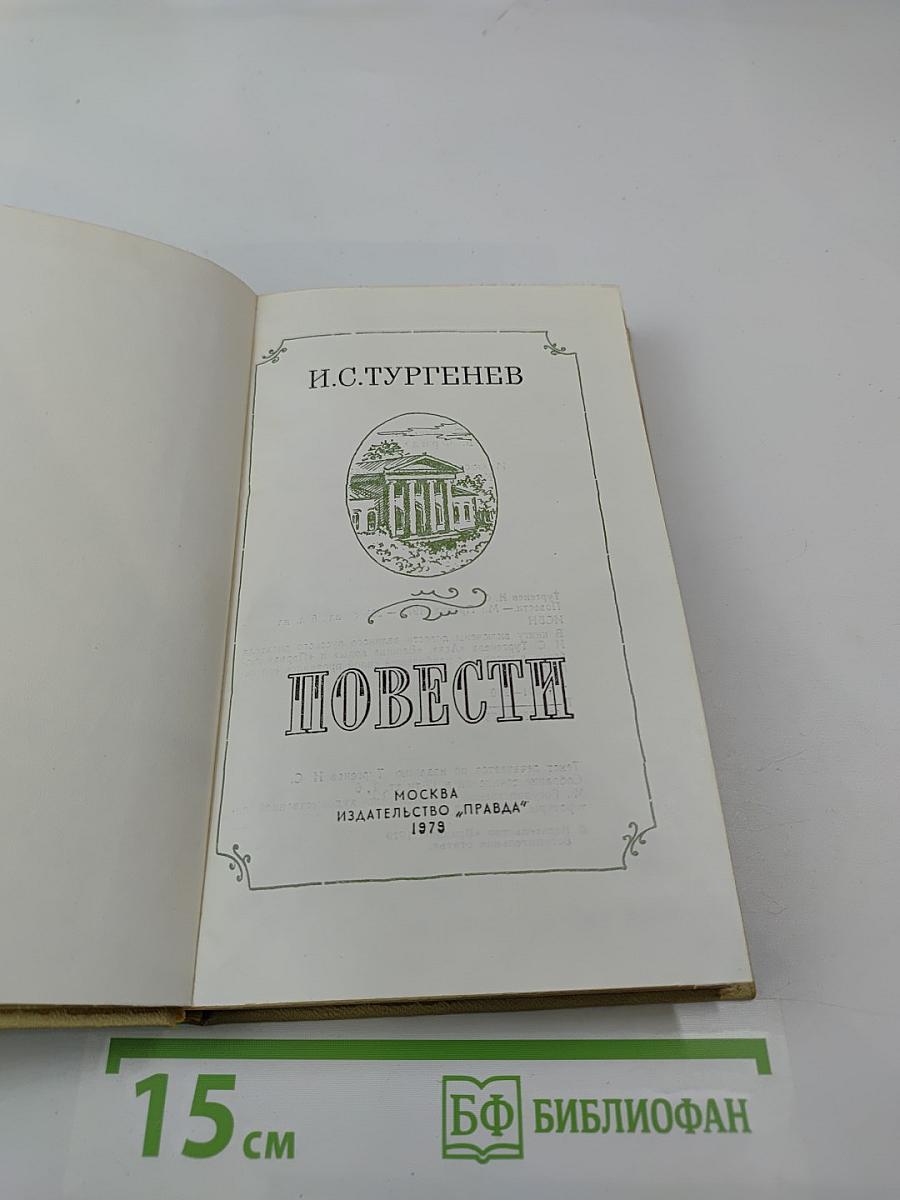 И.С.ТУРГЕНЕВ
ПОВЕСТИ
МОСКВА
ИЗДАТЕЛЬСТВО „ПРАВДА“
1979
15 см
БФ БИБЛИОФАН